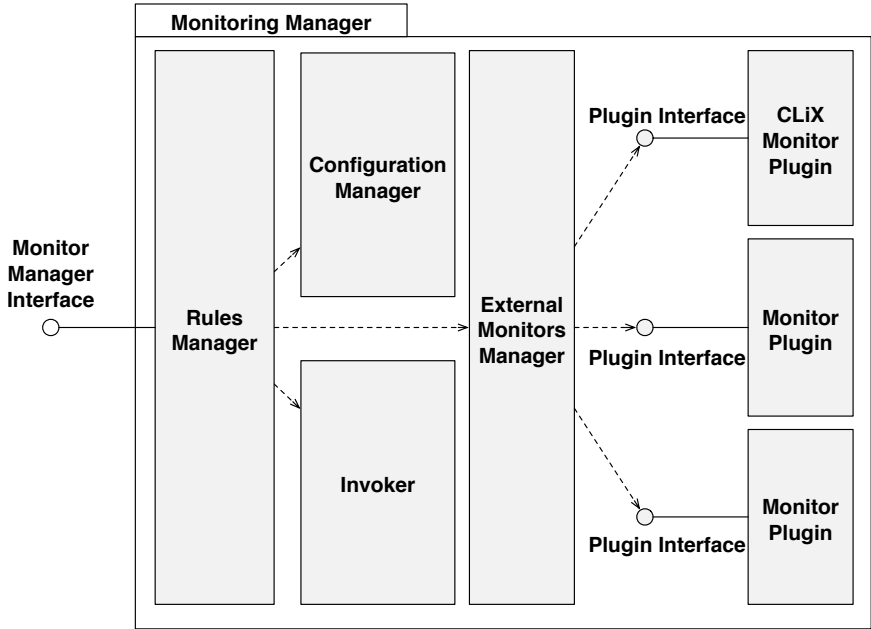 Monitoring Manager
Monitor
Manager
Interface
Rules
Manager
Configuration
Manager
Invoker
External
Monitors
Manager
Plugin Interface
CLiX
Monitor
Plugin
Plugin Interface
Monitor
Plugin
Plugin Interface
Monitor
Plugin